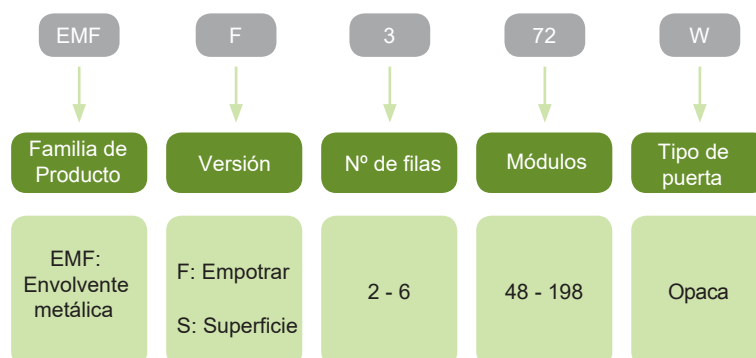 EMF F 3 72 W
Familia de Producto Versión Nº de filas Módulos Tipo de puerta
EMF:
Envolvente
metálica
F: Empotrar
S: Superficie
2 - 6
48 - 198
Opaca